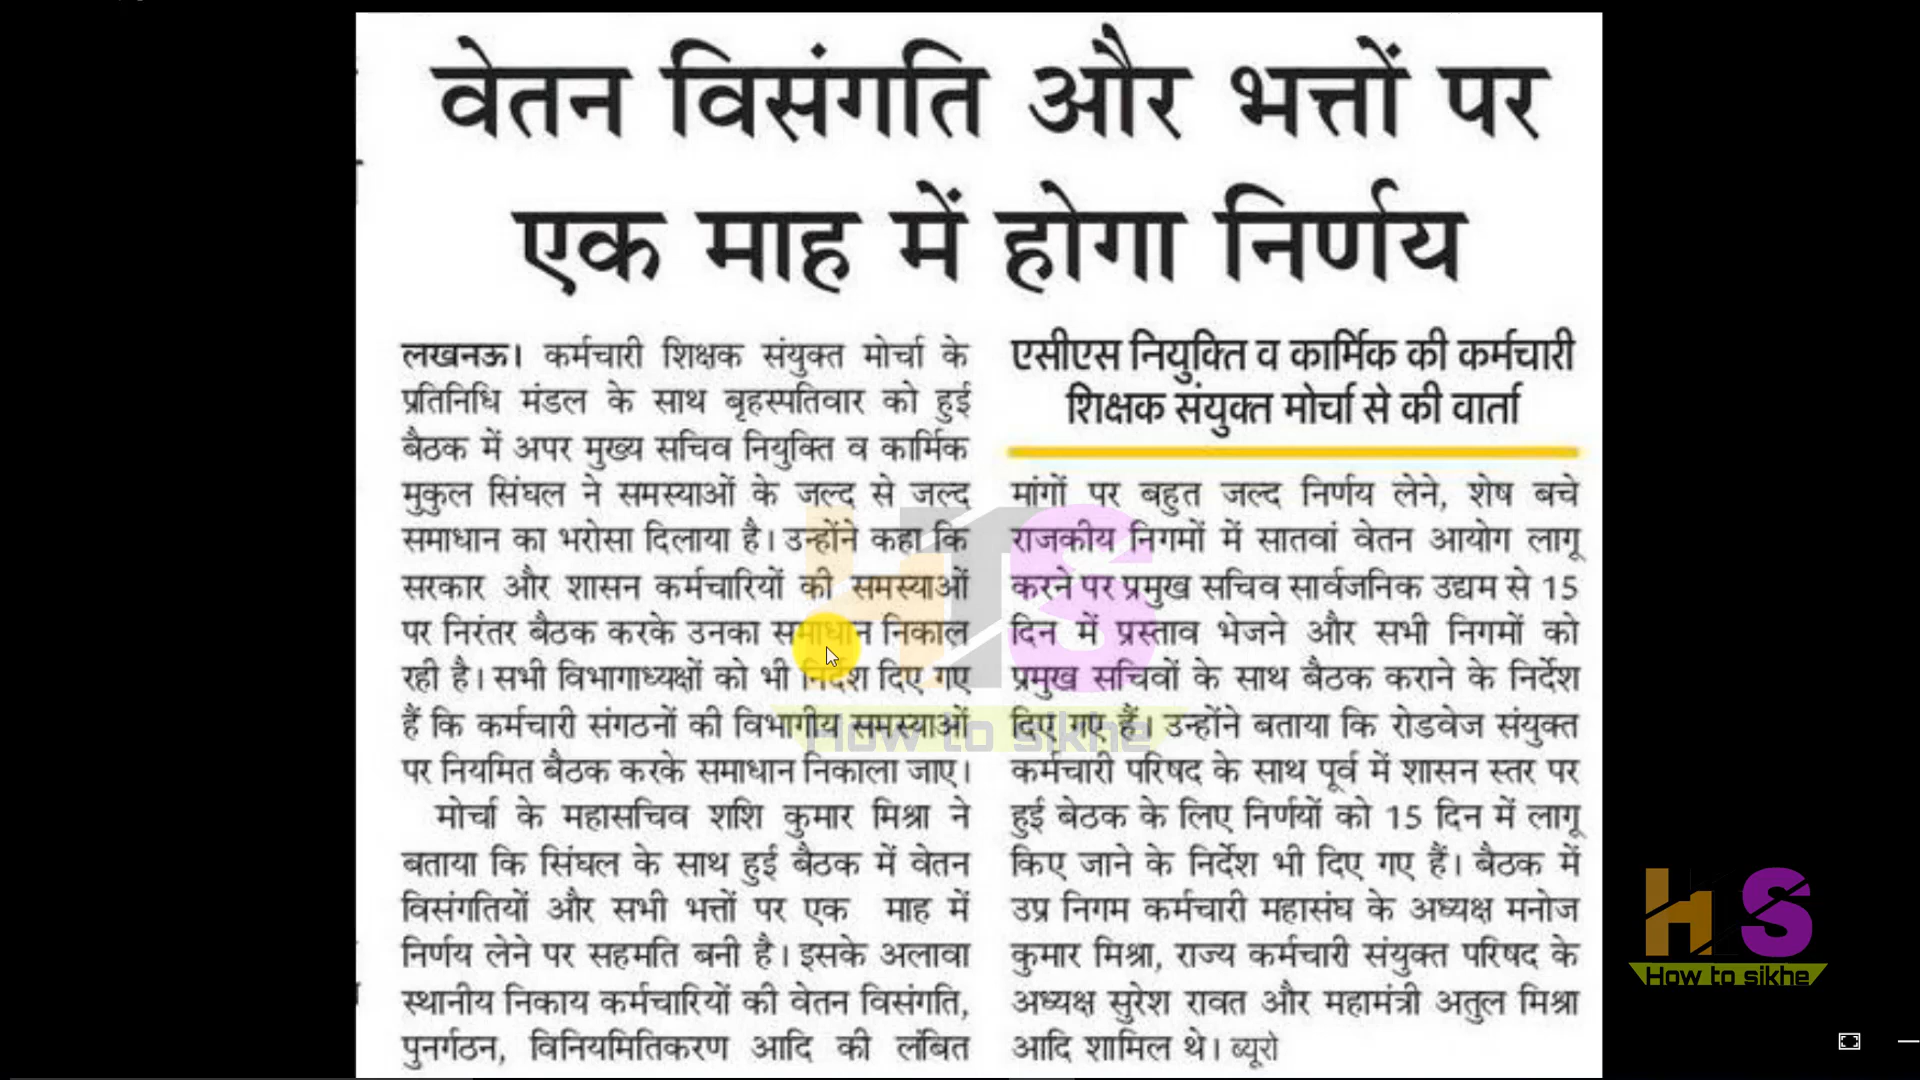 वेतन विसंगति और भत्तों पर
एक माह में होगा निर्णय
लखनऊ। कर्मचारी शिक्षक संयुक्त मोर्चा के
प्रतिनिधि मंडल के साथ बृहस्पतिवार को हुई
बैठक में अपर मुख्य सचिव नियुक्ति व कार्मिक
मुकुल सिंघल ने समस्याओं के जल्द से जल्द
समाधान का भरोसा दिलाया है। उन्होंने कहा कि
सरकार और शासन कर्मचारियों की समस्याओं
पर निरंतर बैठक करके उनका समाधान निकाल
रही है। सभी विभागाध्यक्षों को भी निर्देश दिए गए
हैं कि कर्मचारी संगठनों की विभागीय समस्याओं
पर नियमित बैठक करके समाधान निकाला जाए।
मोर्चा के महासचिव शशि कुमार मिश्रा ने
बताया कि सिंघल के साथ हुई बैठक में वेतन
विसंगतियों और सभी भत्तों पर एक माह में
निर्णय लेने पर सहमति बनी है। इसके अलावा
स्थानीय निकाय कर्मचारियों की वेतन विसंगति,
पुनर्गठन, विनियमितिकरण आदि की लंबित
एसीएस नियुक्ति व कार्मिक की कर्मचारी
शिक्षक संयुक्त मोर्चा से की वार्ता
मांगों पर बहुत जल्द निर्णय लेने, शेष बचे
राजकीय निगमों में सातवां वेतन आयोग लागू
करने पर प्रमुख सचिव सार्वजनिक उद्यम से 15
दिन में प्रस्ताव भेजने और सभी निगमों को
प्रमुख सचिवों के साथ बैठक कराने के निर्देश
दिए गए हैं। उन्होंने बताया कि रोडवेज संयुक्त
कर्मचारी परिषद के साथ पूर्व में शासन स्तर पर
हुई बेठक के लिए निर्णयों को 15 दिन में लागू
किए जाने के निर्देश भी दिए गए हैं। बैठक में
उप्र निगम कर्मचारी महासंघ के अध्यक्ष मनोज
कुमार मिश्रा, राज्य कर्मचारी संयुक्त परिषद के
अध्यक्ष सुरेश रावत और महामंत्री अतुल मिश्रा
आदि शामिल थे। ब्यूरो
HTS
How to sikhe
HTS
How to sikhe